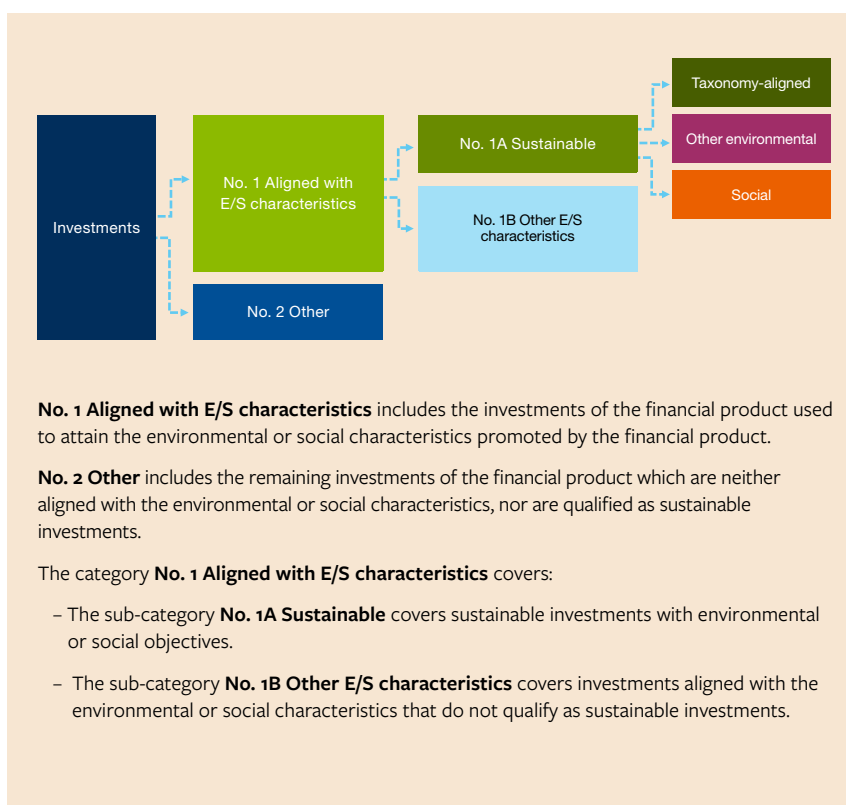 Taxonomy-aligned
No. 1A Sustainable
Other environmental
No. 1 Aligned with
E/S characteristics
Social
Investments
No. 1B Other E/S
characteristics
No. 2 Other
No. 1 Aligned with E/S characteristics includes the investments of the financial product used
to attain the environmental or social characteristics promoted by the financial product.
No. 2 Other includes the remaining investments of the financial product which are neither
aligned with the environmental or social characteristics, nor are qualified as sustainable
investments.
The category No. 1 Aligned with E/S characteristics covers:
– The sub-category No. 1A Sustainable covers sustainable investments with environmental
or social objectives.
– The sub-category No. 1B Other E/S characteristics covers investments aligned with the
environmental or social characteristics that do not qualify as sustainable investments.